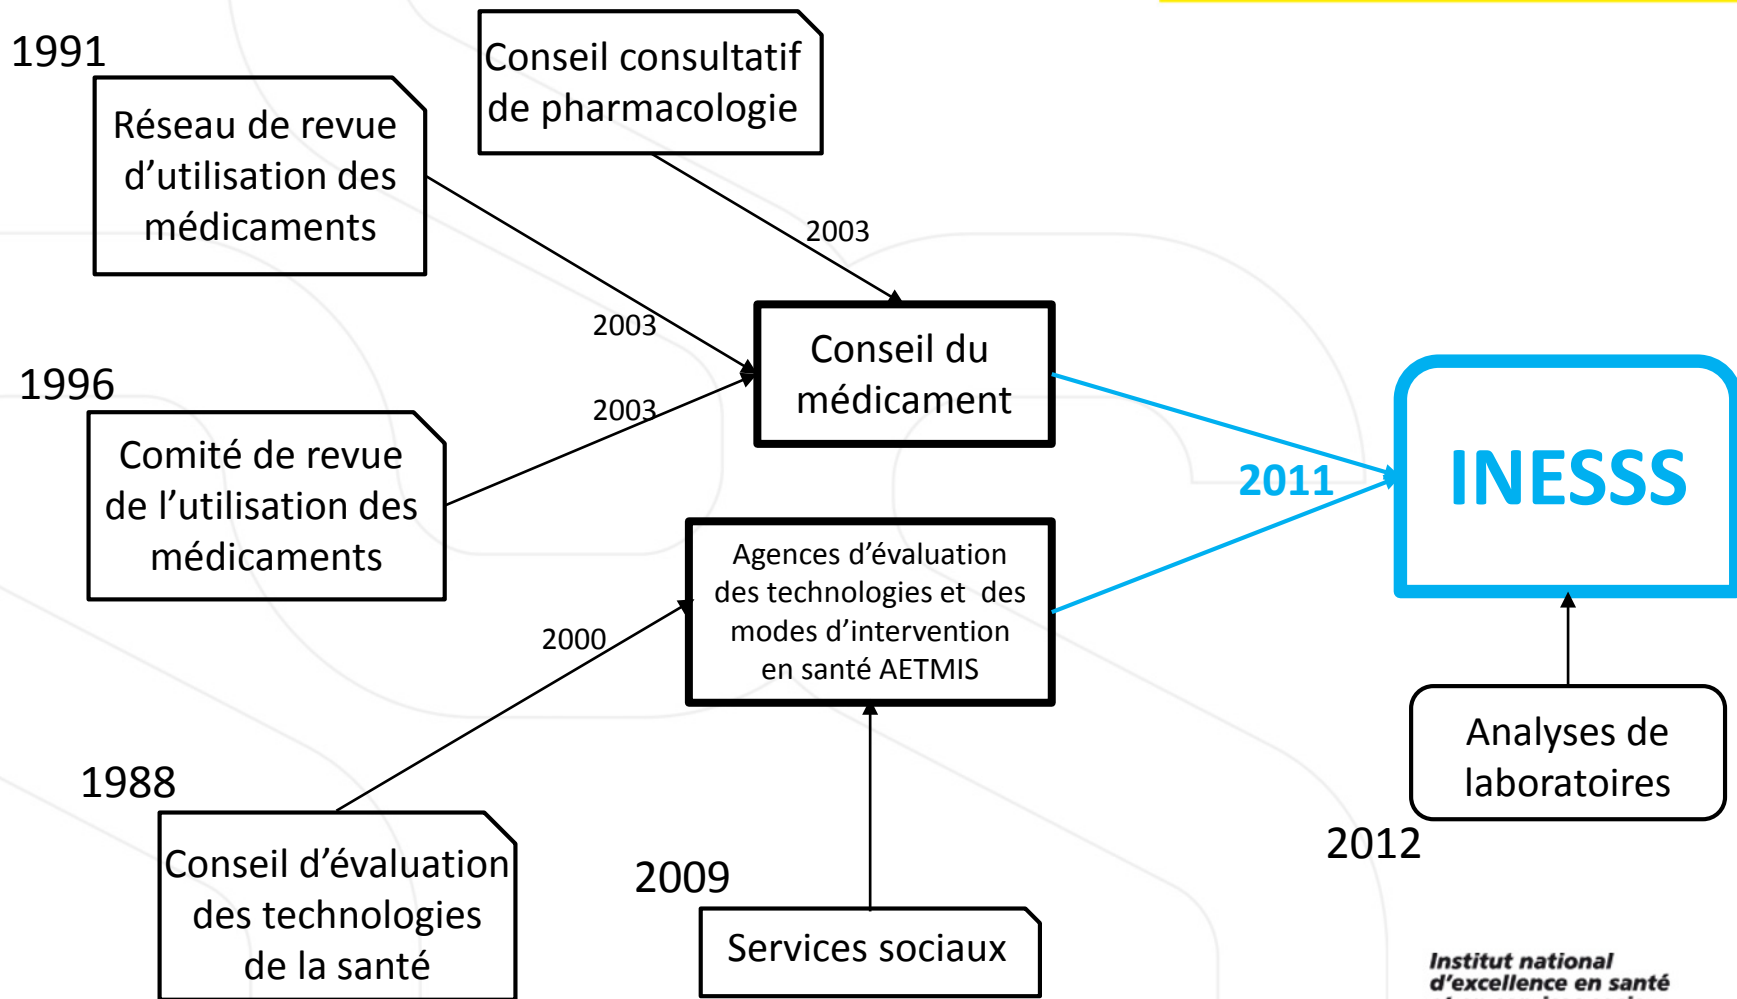 1991
Réseau de revue
d’utilisation des
médicaments
Conseil consultatif
de pharmacologie
2003
2003
1996
2003
Comité de revue
de l’utilisation des
médicaments
Conseil du
médicament
2011
INESSS
Agences d’évaluation
des technologies et des
modes d’intervention
en santé AETMIS
2000
1988
Conseil d’évaluation
des technologies
de la santé
2009
Services sociaux
Analyses de
laboratoires
2012
Institut national
d’excellence en santé